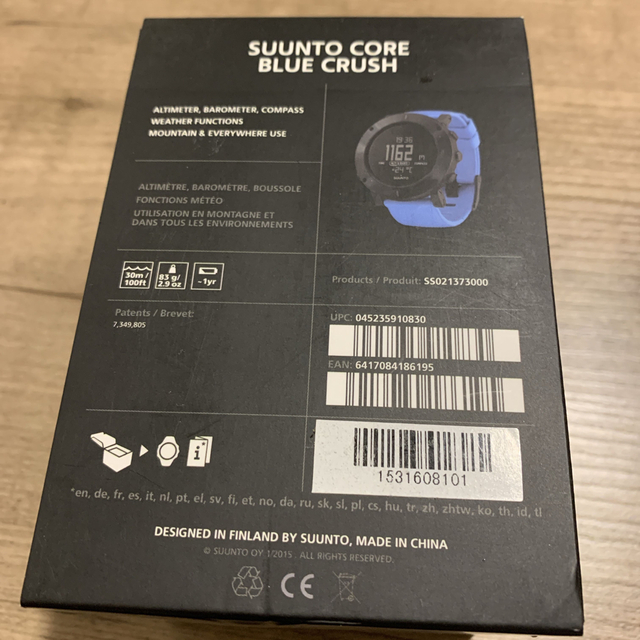 SUUNTO CORE
BLUE CRUSH
ALTIMETER, BAROMETER, COMPASS
WEATHER FUNCTIONS
MOUNTAIN & EVERYWHERE USE
1162 M
ALTIMÈTRE, BAROMÈTRE, BOUSSOLE
FONCTIONS MÉTÉO
UTILISATION EN MONTAGNE ET
DANS TOUS LES ENVIRONNEMENTS
30m/
100ft
83 g/
2.9 oz
~1yr
Products / Produit: SS021373000
Patents / Brevet:
7,349,805
UPC: 045235910830
EAN: 6417084186195
1531608101
*en, de, fr, es, it, nl, pt, el, sv, fi, et, no, da, ru, sk, sl, pl, cs, hu, tr, zh, zhtw, ko, th, id, tl
DESIGNED IN FINLAND BY SUUNTO, MADE IN CHINA
© SUUNTO OY 1/2015 . ALL RIGHTS RESERVED.
CE